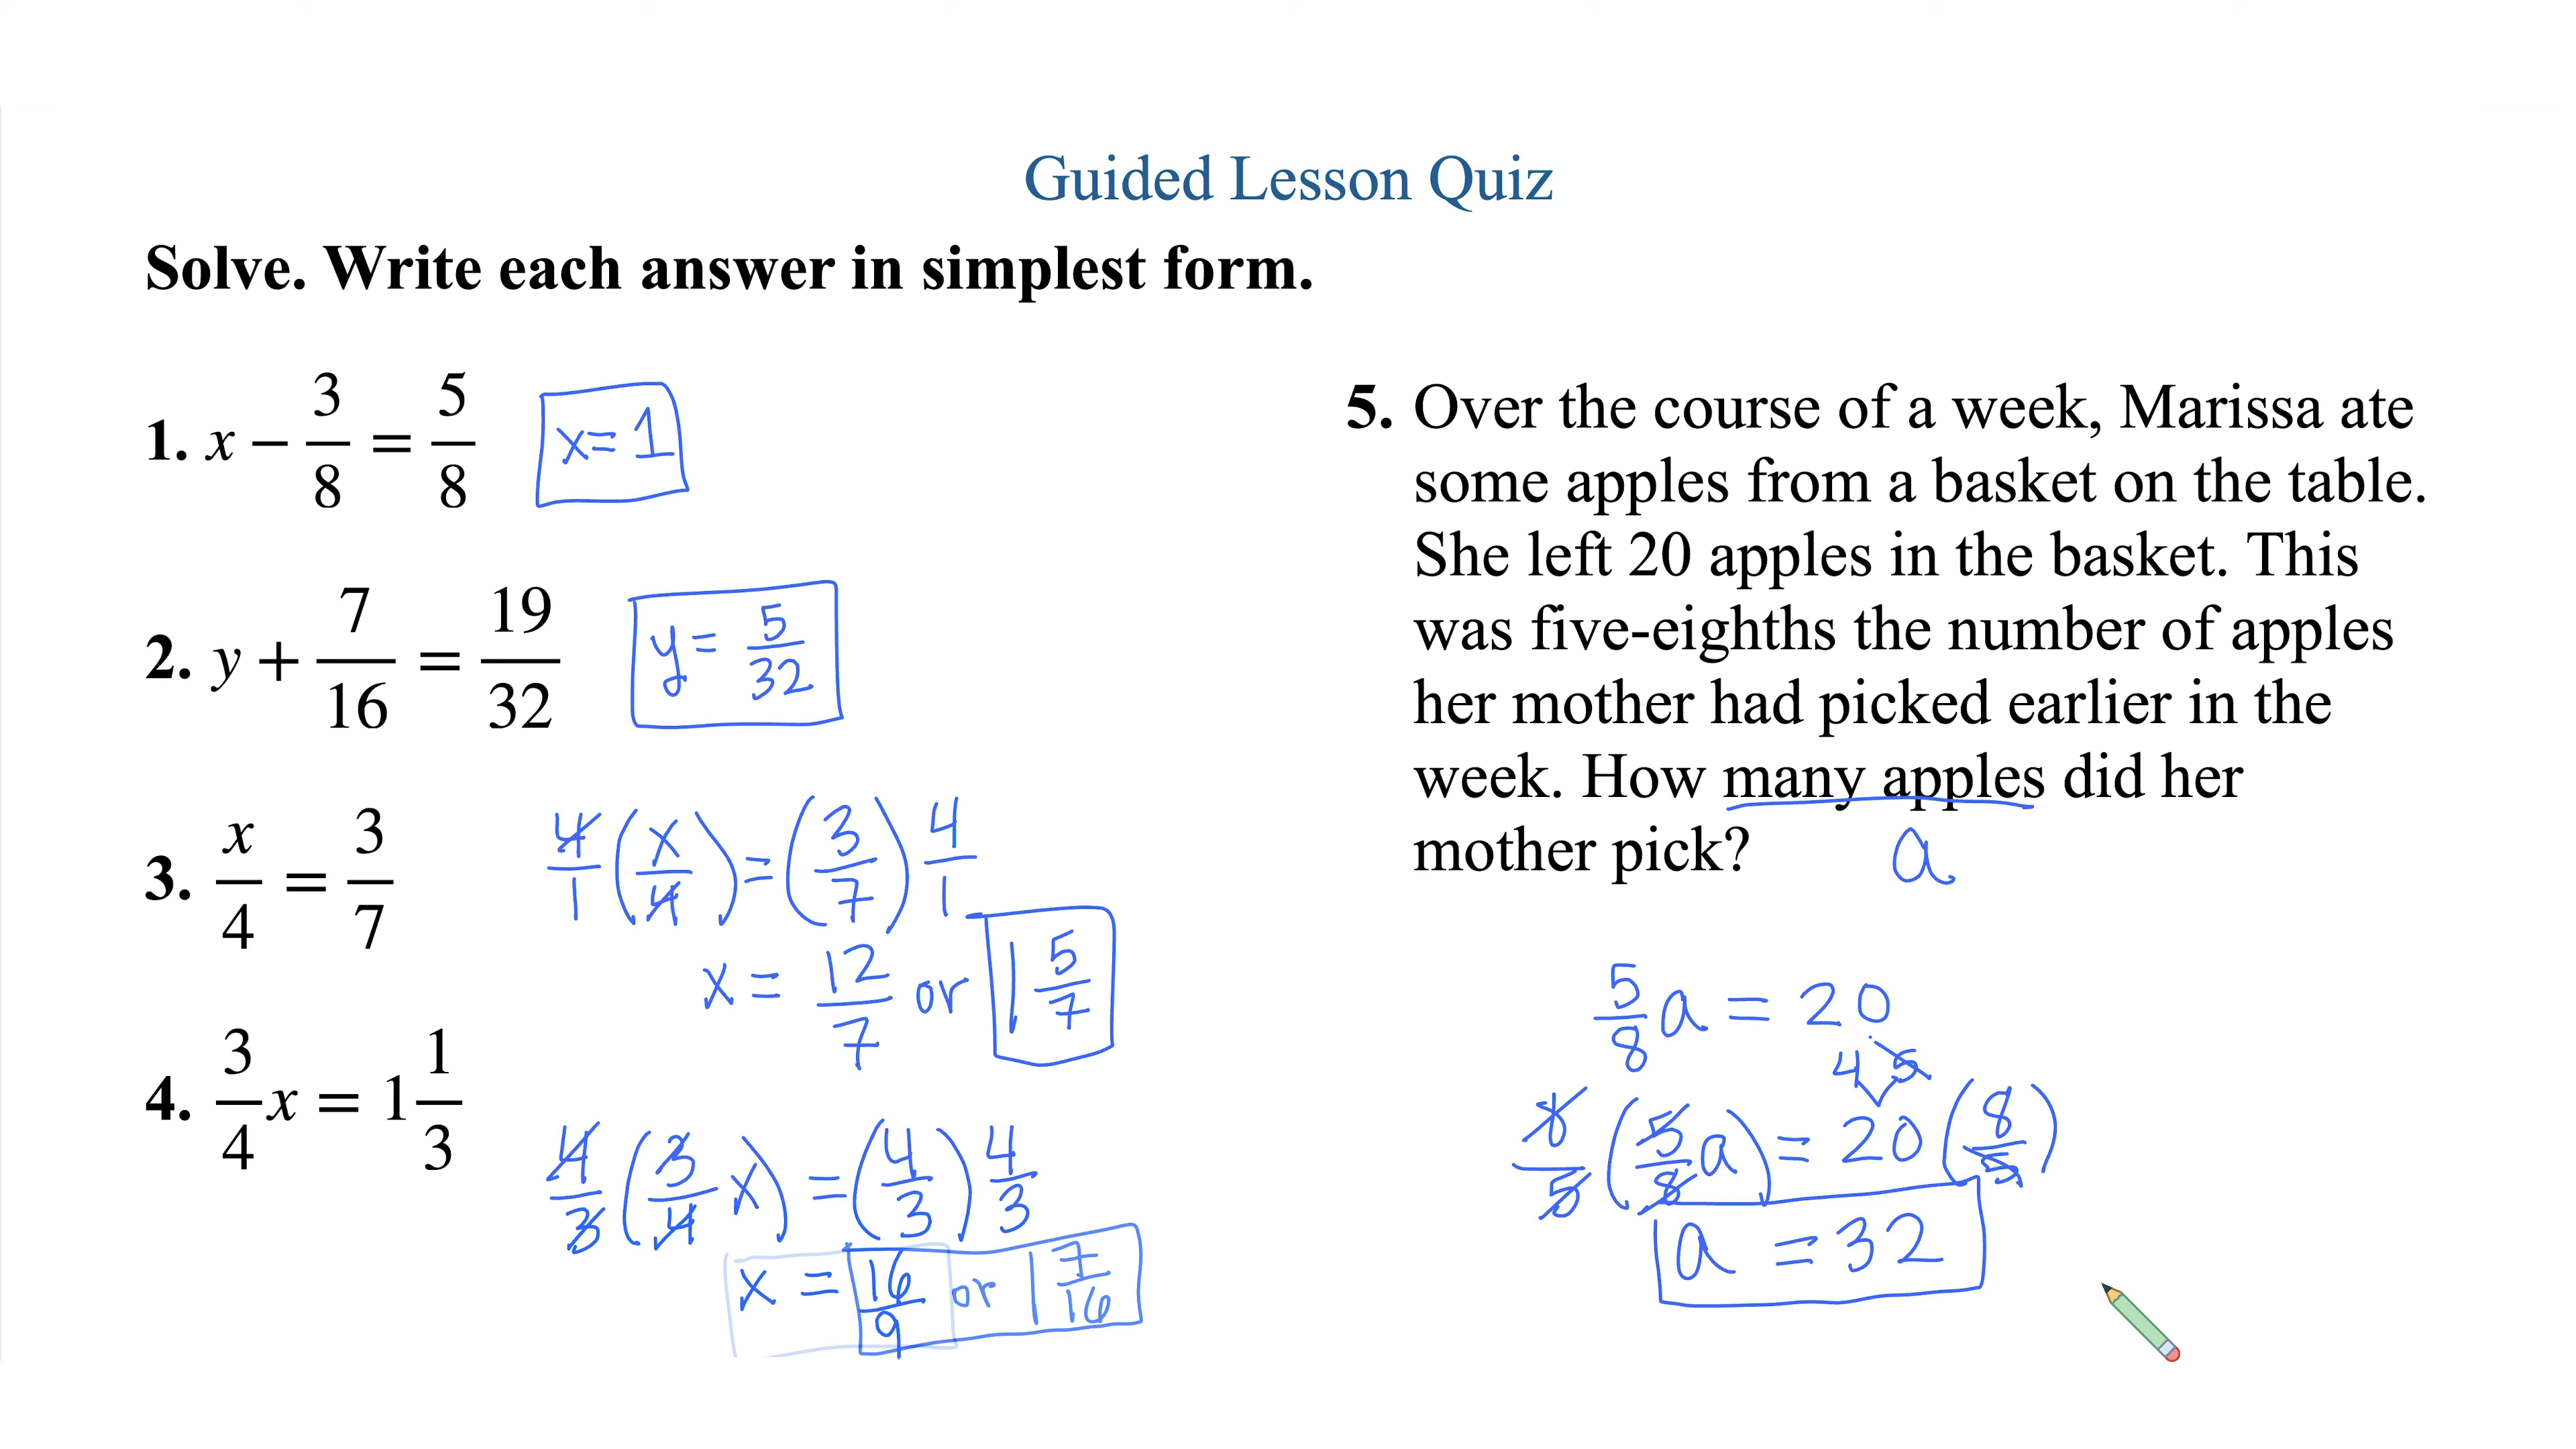 Guided Lesson Quiz
Solve. Write each answer in simplest form.
1. x − 3/8 = 5/8
x = 1
2. y + 7/16 = 19/32
y = 5/32
3. x/4 = 3/7
4/1 (x/4) = (3/7) 4/1
x = 12/7 or 1 5/7
4. 3/4 x = 1 1/3
4/3 (3/4 x) = (4/3) 4/3
x = 16/9 or 1 7/16
5. Over the course of a week, Marissa ate
some apples from a basket on the table.
She left 20 apples in the basket. This
was five-eighths the number of apples
her mother had picked earlier in the
week. How many apples did her
mother pick?
a
5/8 a = 20
4 5
8/5 (5/8 a) = 20 (8/5)
a = 32